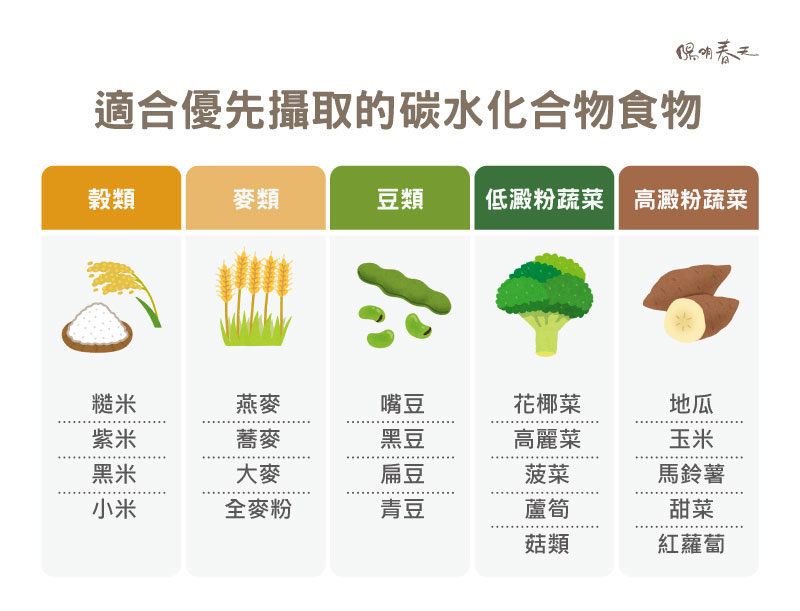 陽明春天
適合優先攝取的碳水化合物食物
穀類
麥類
豆類
低澱粉蔬菜
高澱粉蔬菜
糙米
紫米
黑米
小米
燕麥
蕎麥
大麥
全麥粉
嘴豆
黑豆
扁豆
青豆
花椰菜
高麗菜
菠菜
蘆筍
菇類
地瓜
玉米
馬鈴薯
甜菜
紅蘿蔔